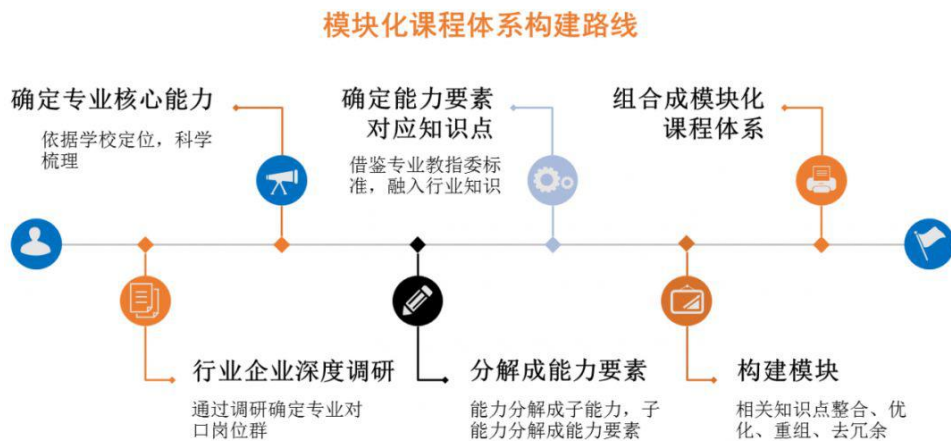 模块化课程体系构建路线
确定专业核心能力
依据学校定位，科学
梳理
确定能力要素
对应知识点
借鉴专业教指委标
准，融入行业知识
组合成模块化
课程体系
行业企业深度调研
通过调研确定专业对
口岗位群
分解成能力要素
能力分解成子能力，子
能力分解成能力要素
构建模块
相关知识点整合、优
化、重组、去冗余